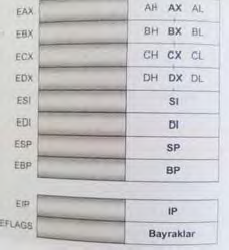 EAX AH AX AL
EBX BH BX BL
ECX CH CX CL
EDX DH DX DL
ESI SI
EDI DI
ESP SP
EBP BP
EIP IP
EFLAGS Bayraklar